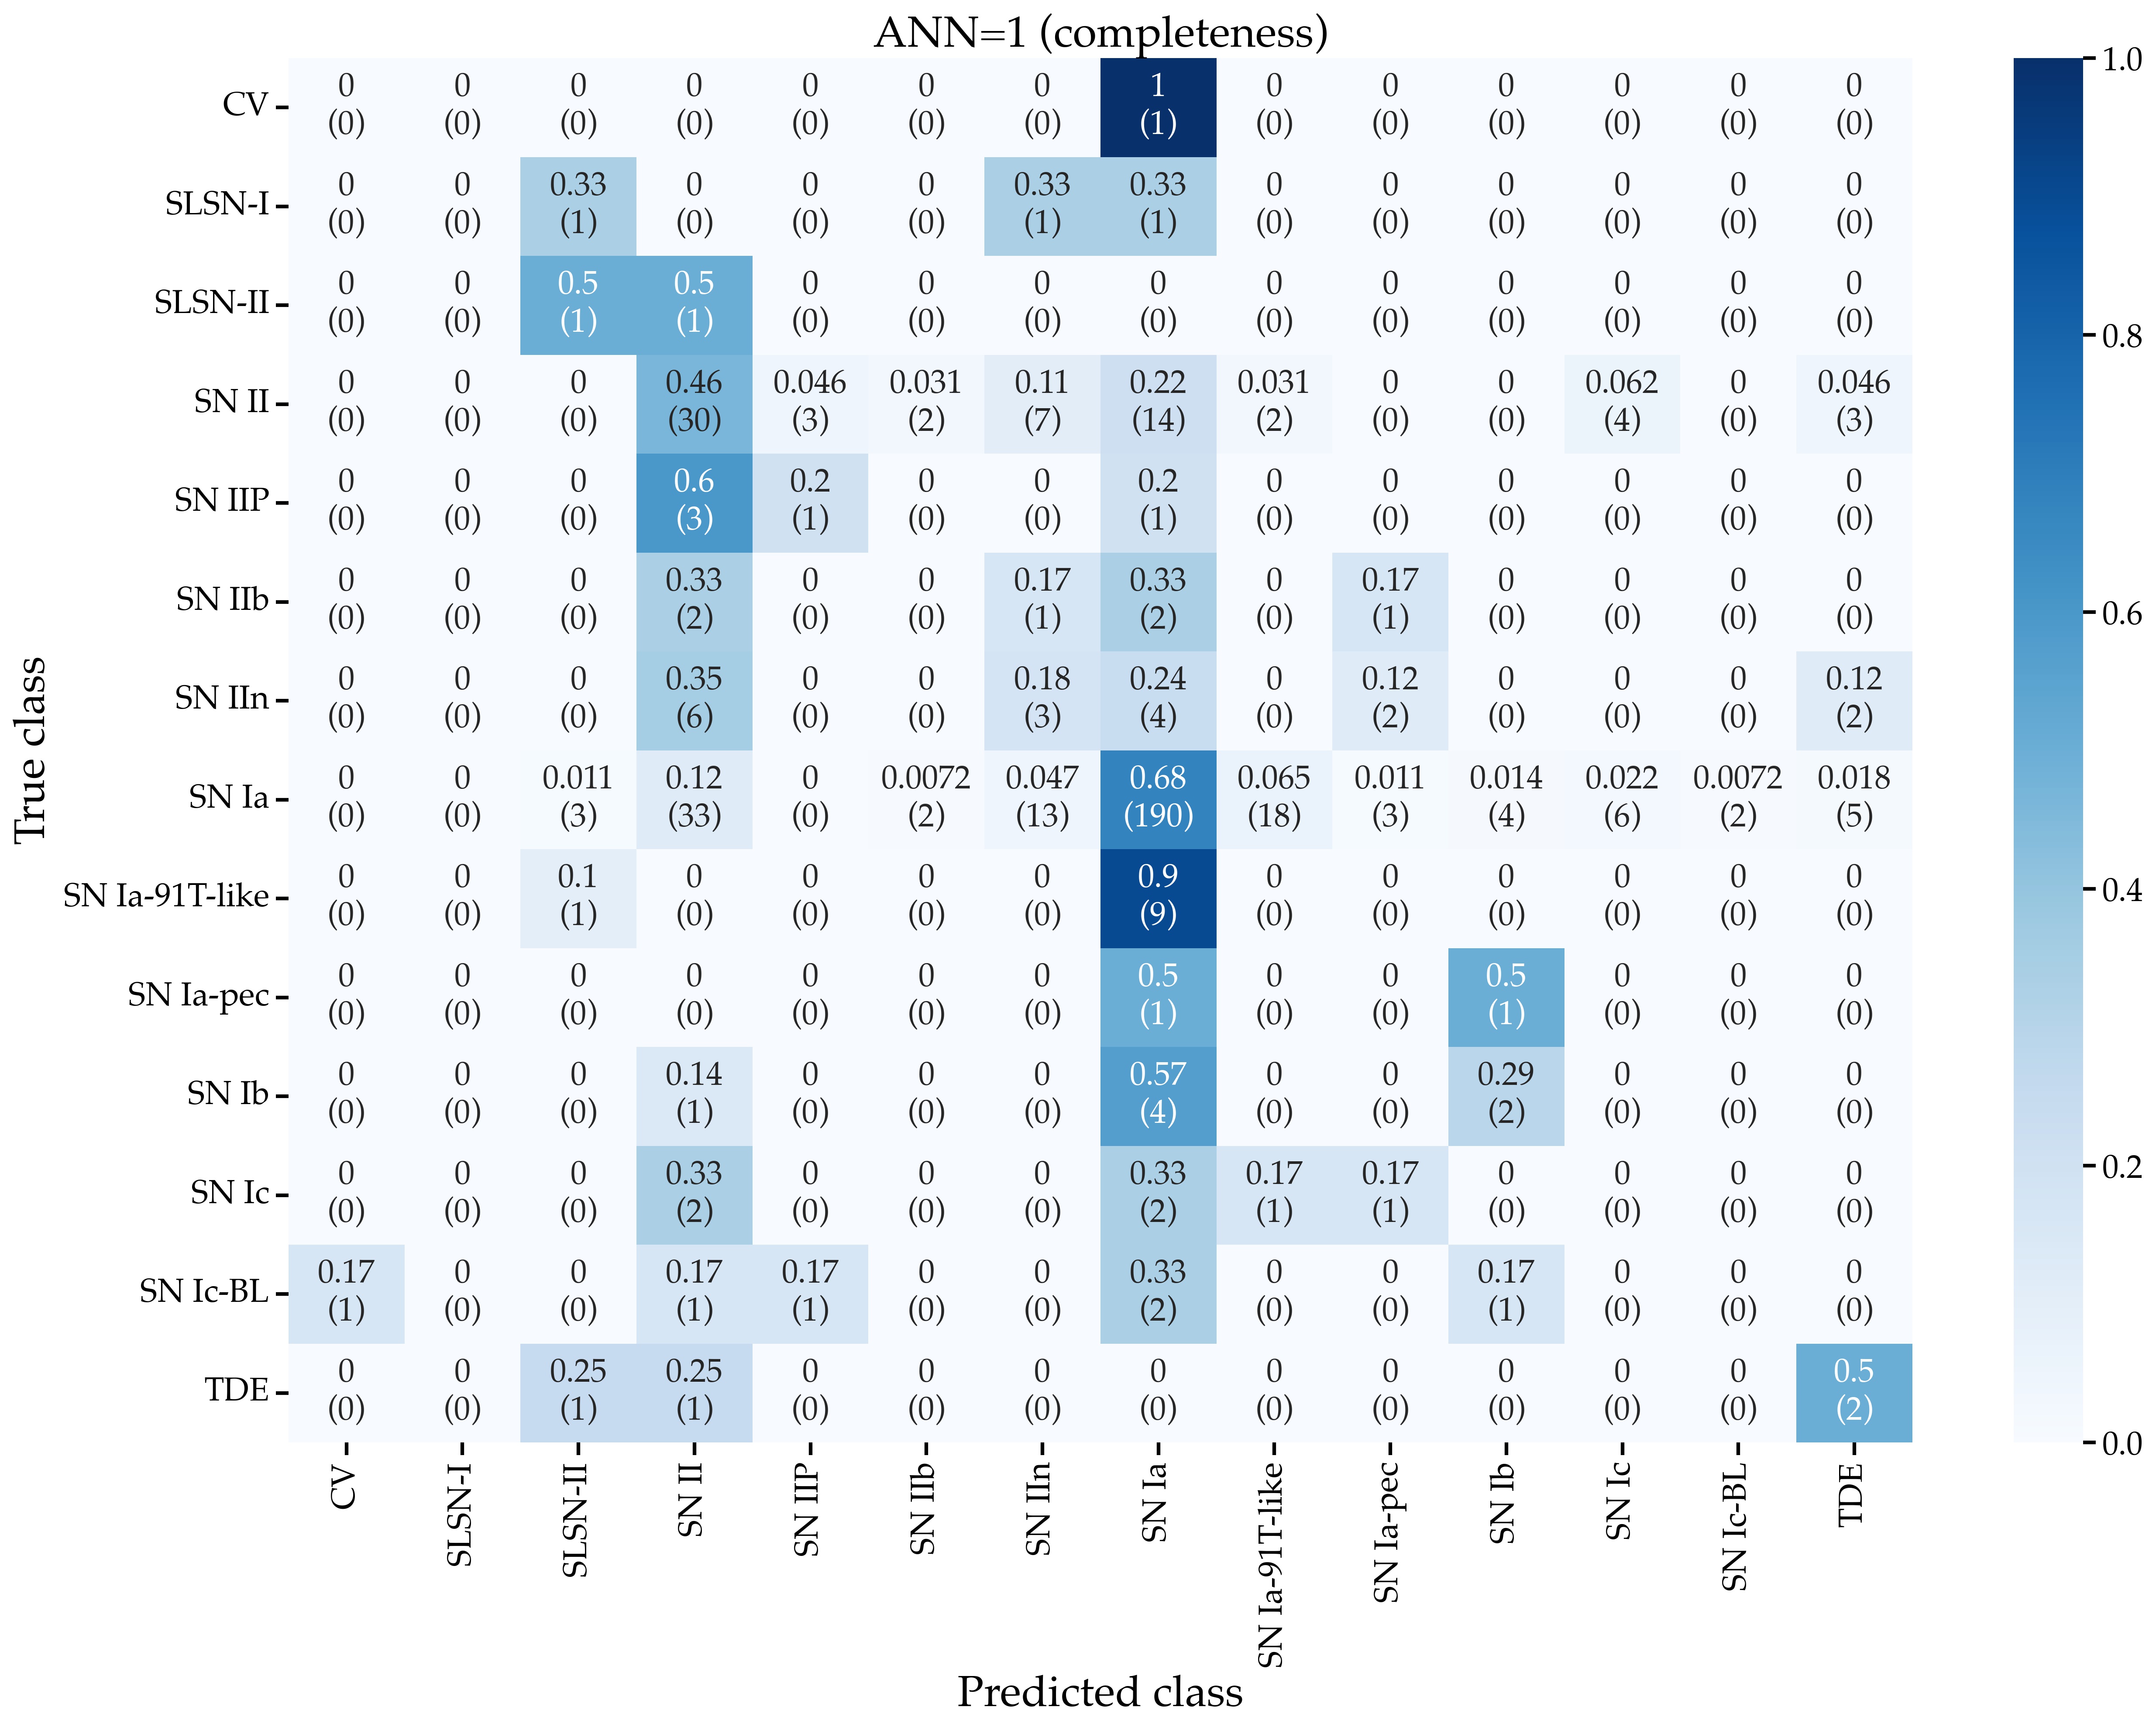 ANN=1 (completeness)
CV 0 0 0 0 0 0 0 1 0 0 0 0 0 0
(0) (0) (0) (0) (0) (0) (0) (1) (0) (0) (0) (0) (0) (0)
SLSN-I 0 0 0.33 0 0 0 0.33 0.33 0 0 0 0 0 0
(0) (0) (1) (0) (0) (0) (1) (1) (0) (0) (0) (0) (0) (0)
SLSN-II 0 0 0.5 0.5 0 0 0 0 0 0 0 0 0 0
(0) (0) (1) (1) (0) (0) (0) (0) (0) (0) (0) (0) (0) (0)
SN II 0 0 0 0.46 0.046 0.031 0.11 0.22 0.031 0 0 0.062 0 0.046
(0) (0) (0) (30) (3) (2) (7) (14) (2) (0) (0) (4) (0) (3)
SN IIP 0 0 0 0.6 0.2 0 0 0.2 0 0 0 0 0 0
(0) (0) (0) (3) (1) (0) (0) (1) (0) (0) (0) (0) (0) (0)
SN IIb 0 0 0 0.33 0 0 0.17 0.33 0 0.17 0 0 0 0
(0) (0) (0) (2) (0) (0) (1) (2) (0) (1) (0) (0) (0) (0)
SN IIn 0 0 0 0.35 0 0 0.18 0.24 0 0.12 0 0 0 0.12
(0) (0) (0) (6) (0) (0) (3) (4) (0) (2) (0) (0) (0) (2)
SN Ia 0 0 0.011 0.12 0 0.0072 0.047 0.68 0.065 0.011 0.014 0.022 0.0072 0.018
(0) (0) (3) (33) (0) (2) (13) (190) (18) (3) (4) (6) (2) (5)
SN Ia-91T-like 0 0 0.1 0 0 0 0 0.9 0 0 0 0 0 0
(0) (0) (1) (0) (0) (0) (0) (9) (0) (0) (0) (0) (0) (0)
SN Ia-pec 0 0 0 0 0 0 0 0.5 0 0 0.5 0 0 0
(0) (0) (0) (0) (0) (0) (0) (1) (0) (0) (1) (0) (0) (0)
SN Ib 0 0 0 0.14 0 0 0 0.57 0 0 0.29 0 0 0
(0) (0) (0) (1) (0) (0) (0) (4) (0) (0) (2) (0) (0) (0)
SN Ic 0 0 0 0.33 0 0 0 0.33 0.17 0.17 0 0 0 0
(0) (0) (0) (2) (0) (0) (0) (2) (1) (1) (0) (0) (0) (0)
SN Ic-BL 0.17 0 0 0.17 0.17 0 0 0.33 0 0 0.17 0 0 0
(1) (0) (0) (1) (1) (0) (0) (2) (0) (0) (1) (0) (0) (0)
TDE 0 0 0.25 0.25 0 0 0 0 0 0 0 0 0 0.5
(0) (0) (1) (1) (0) (0) (0) (0) (0) (0) (0) (0) (0) (2)
True class
CV
SLSN-I
SLSN-II
SN II
SN IIP
SN IIb
SN IIn
SN Ia
SN Ia-91T-like
SN Ia-pec
SN Ib
SN Ic
SN Ic-BL
TDE
Predicted class
1.0
0.8
0.6
0.4
0.2
0.0